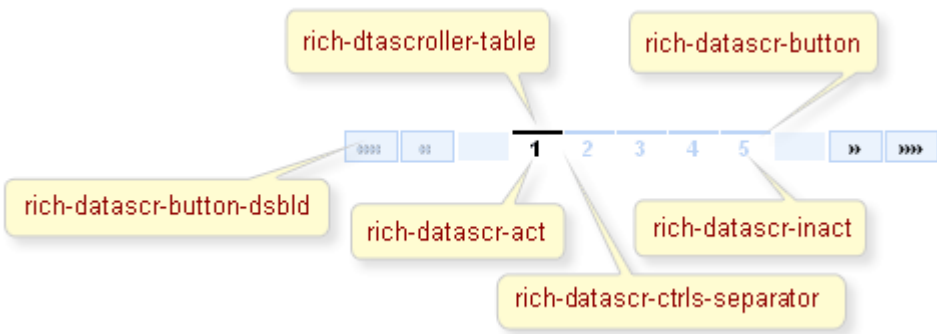 rich-dtascroller-table
rich-datascr-button
«« « 1 2 3 4 5 » »»
rich-datascr-button-dsbld
rich-datascr-act
rich-datascr-inact
rich-datascr-ctrls-separator